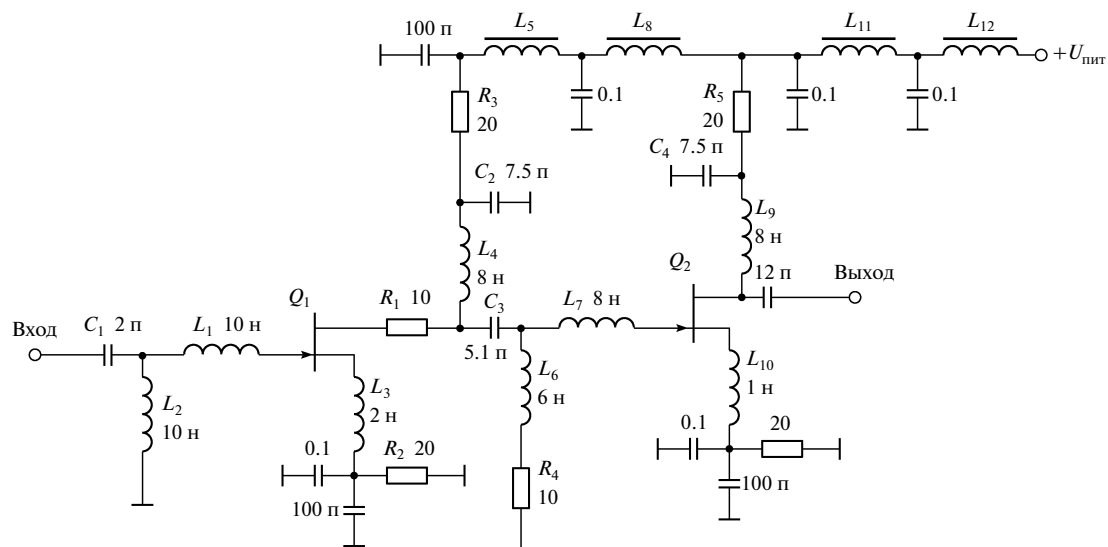 100 п
L5
L8
L11
L12
+Uпит
R3
20
0.1
R5
20
0.1
0.1
C2 7.5 п
C4 7.5 п
L4
8 н
L9
8 н
Q1
R1 10
C3
5.1 п
L7 8 н
Q2
12 п
Выход
Вход
C1 2 п
L1 10 н
L2
10 н
L3
2 н
L6
6 н
L10
1 н
0.1
R2 20
100 п
R4
10
0.1
20
100 п